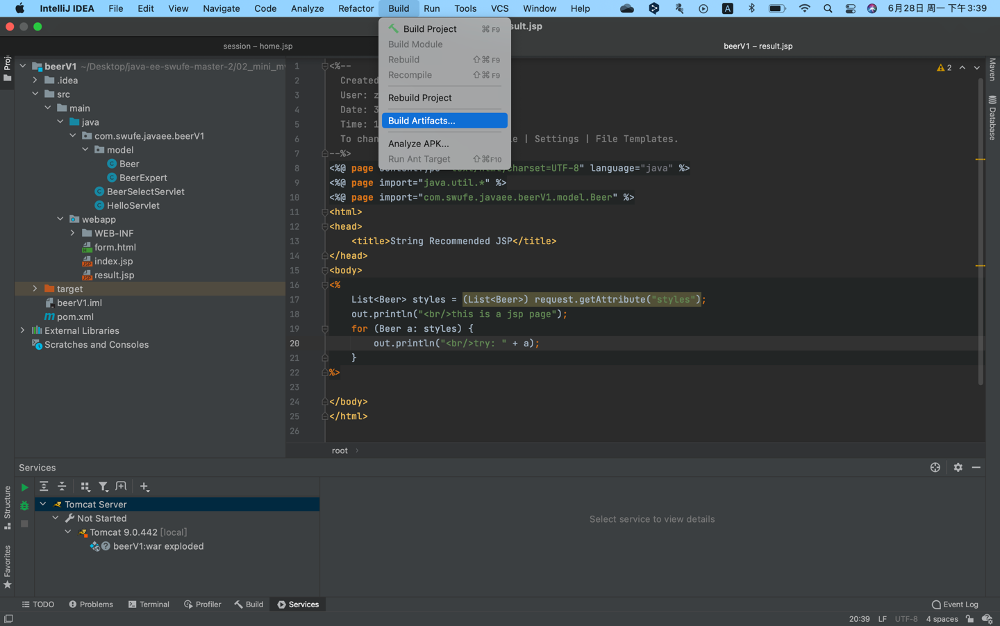 IntelliJ IDEA File Edit View Navigate Code Analyze Refactor Build Run Tools VCS Window Help A 6月28日 周一 下午3:39
sult.jsp
session – home.jsp
beerV1 – result.jsp
Build Project ⌘F9
Build Module
Rebuild ⇧⌘F9
Recompile ⇧⌘F9
Rebuild Project
Build Artifacts...
Analyze APK...
Run Ant Target ⇧⌘F10
Proj
beerV1 ~/Desktop/java-ee-swufe-master-2/02_mini_m
.idea
src
main
java
com.swufe.javaee.beerV1
model
Beer
BeerExpert
BeerSelectServlet
HelloServlet
webapp
WEB-INF
form.html
index.jsp
result.jsp
target
beerV1.iml
pom.xml
External Libraries
Scratches and Consoles
2
1 <%--
2 Created
3 User: z
4 Date: 3
5 Time: 1
6 To chan | Settings | File Templates.
7 --%>
8 <%@ page charset=UTF-8" language="java" %>
9 <%@ page import="java.util.*" %>
10 <%@ page import="com.swufe.javaee.beerV1.model.Beer" %>
11 <html>
12 <head>
13 <title>String Recommended JSP</title>
14 </head>
15 <body>
16 <%
17 List<Beer> styles = (List<Beer>) request.getAttribute("styles");
18 out.println("<br/>this is a jsp page");
19 for (Beer a: styles) {
20 out.println("<br/>try: " + a);
21 }
22 %>
23
24 </body>
25 </html>
26
root
Maven
Database
Services
Tomcat Server
Not Started
Tomcat 9.0.442 [local]
beerV1:war exploded
Select service to view details
Structure
Favorites
TODO Problems Terminal Profiler Build Services Event Log
20:39 LF UTF-8 4 spaces